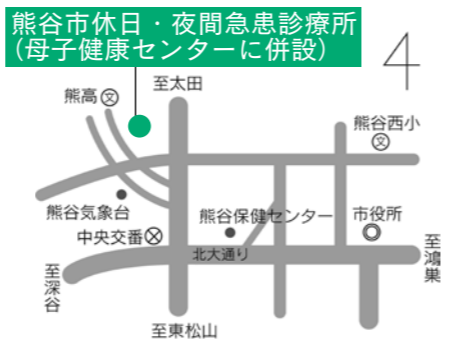 熊谷市休日・夜間急患診療所
(母子健康センターに併設)
至太田
熊高 文
熊谷西小
文
熊谷気象台
熊谷保健センター
市役所
中央交番
北大通り
至鴻巣
至深谷
至東松山